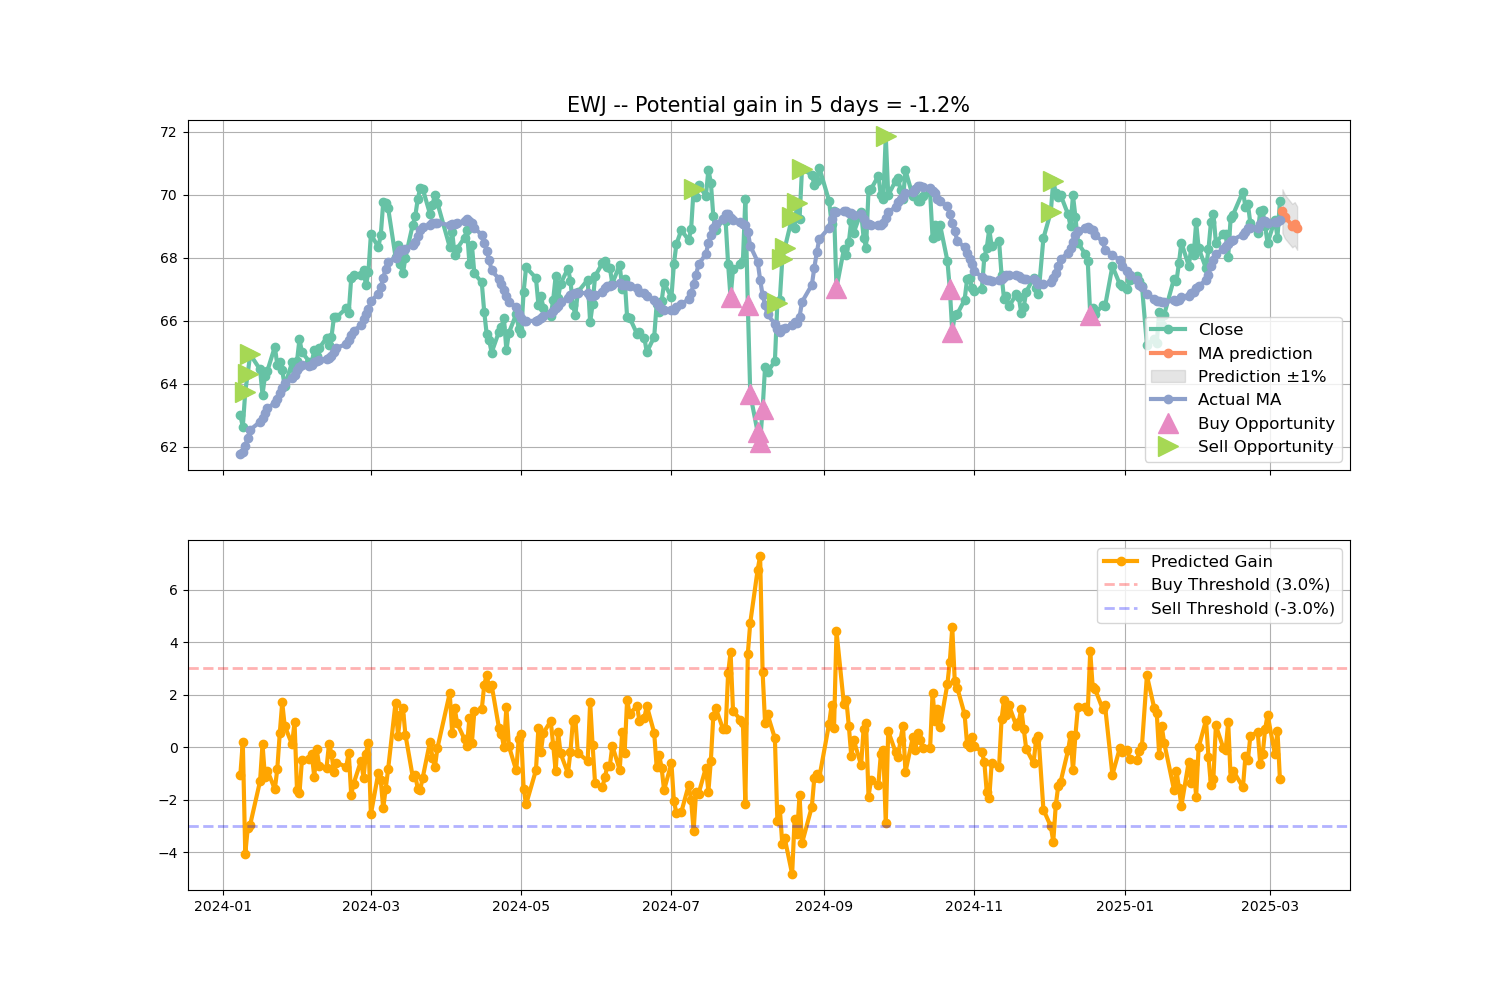 EWJ -- Potential gain in 5 days = -1.2%
72
70
68
66
64
62
Close
MA prediction
Prediction ±1%
Actual MA
Buy Opportunity
Sell Opportunity
6
4
2
0
−2
−4
Predicted Gain
Buy Threshold (3.0%)
Sell Threshold (-3.0%)
2024-01
2024-03
2024-05
2024-07
2024-09
2024-11
2025-01
2025-03